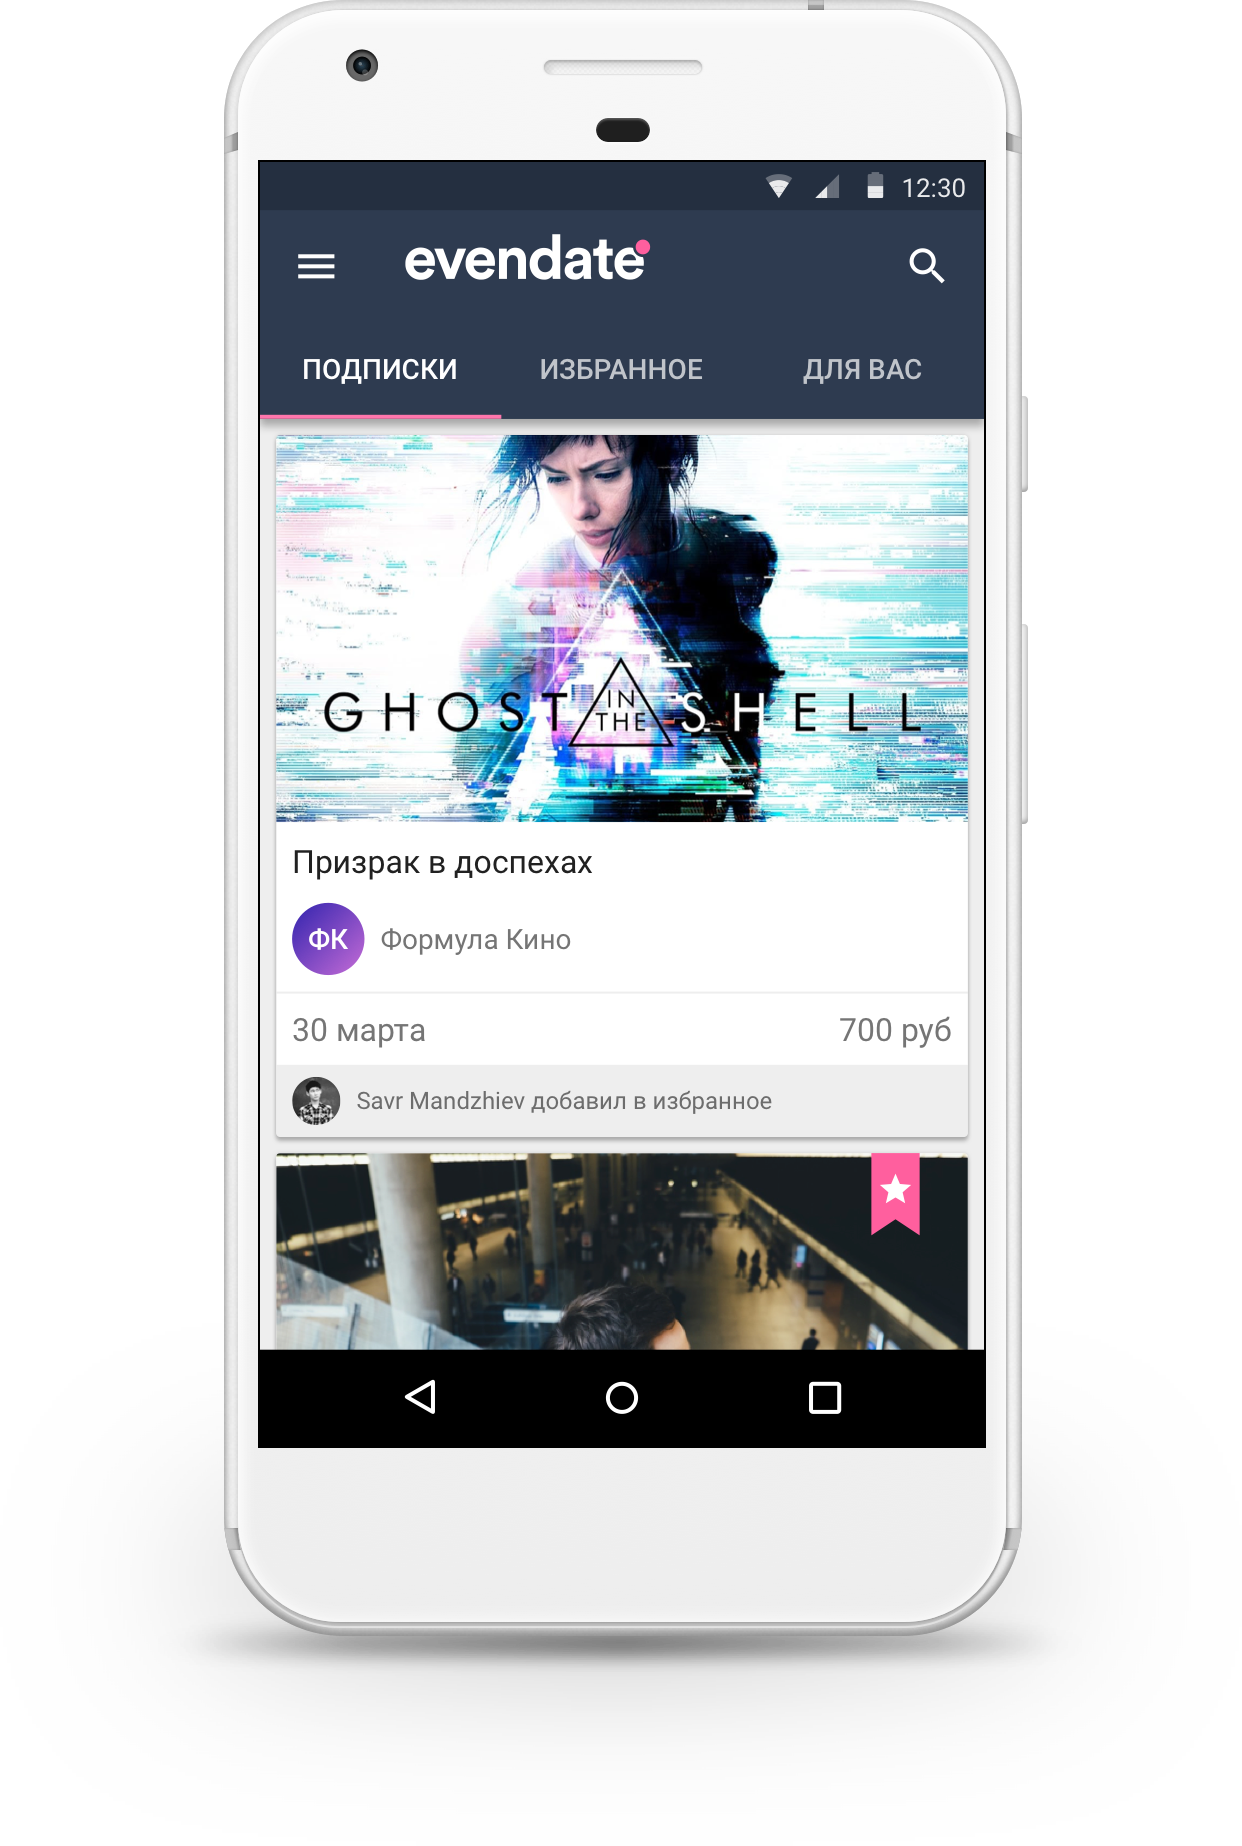 12:30
evendate
ПОДПИСКИ ИЗБРАННОЕ ДЛЯ ВАС
GHOST IN THE SHELL
Призрак в доспехах
ФК Формула Кино
30 марта 700 руб
Savr Mandzhiev добавил в избранное